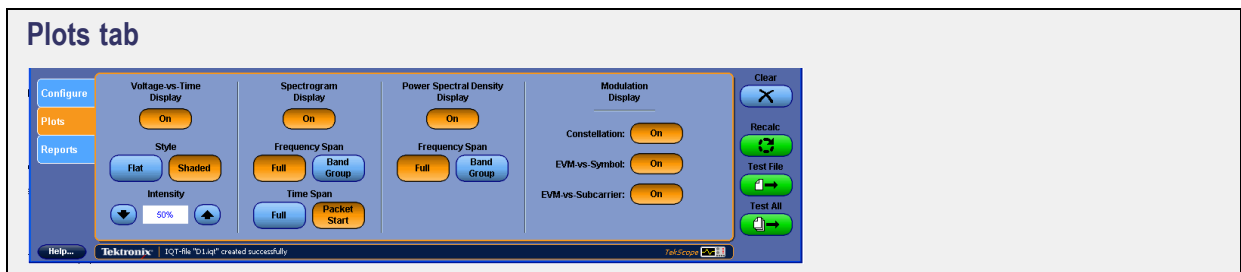 Plots tab
Configure
Plots
Reports
Voltage-vs-Time
Display
On
Style
Flat Shaded
Intensity
50%
Spectrogram
Display
On
Frequency Span
Full Band
Group
Time Span
Full Packet
Start
Power Spectral Density
Display
On
Frequency Span
Full Band
Group
Modulation
Display
Constellation: On
EVM-vs-Symbol: On
EVM-vs-Subcarrier: On
Clear
Recalc
Test File
Test All
Help... Tektronix IQT-file "D1.iqt" created successfully TekScope